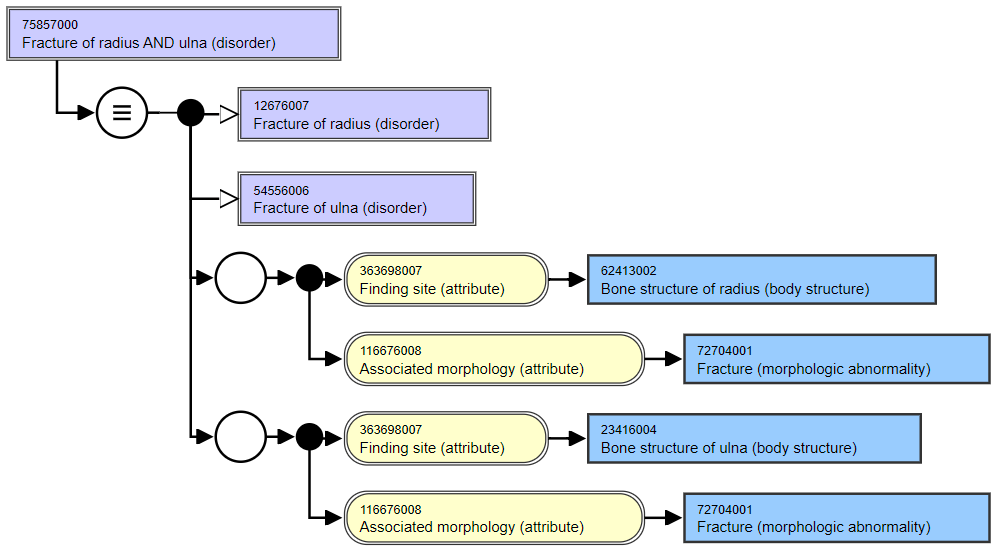 75857000
Fracture of radius AND ulna (disorder)
12676007
Fracture of radius (disorder)
54556006
Fracture of ulna (disorder)
363698007
Finding site (attribute)
62413002
Bone structure of radius (body structure)
116676008
Associated morphology (attribute)
72704001
Fracture (morphologic abnormality)
363698007
Finding site (attribute)
23416004
Bone structure of ulna (body structure)
116676008
Associated morphology (attribute)
72704001
Fracture (morphologic abnormality)